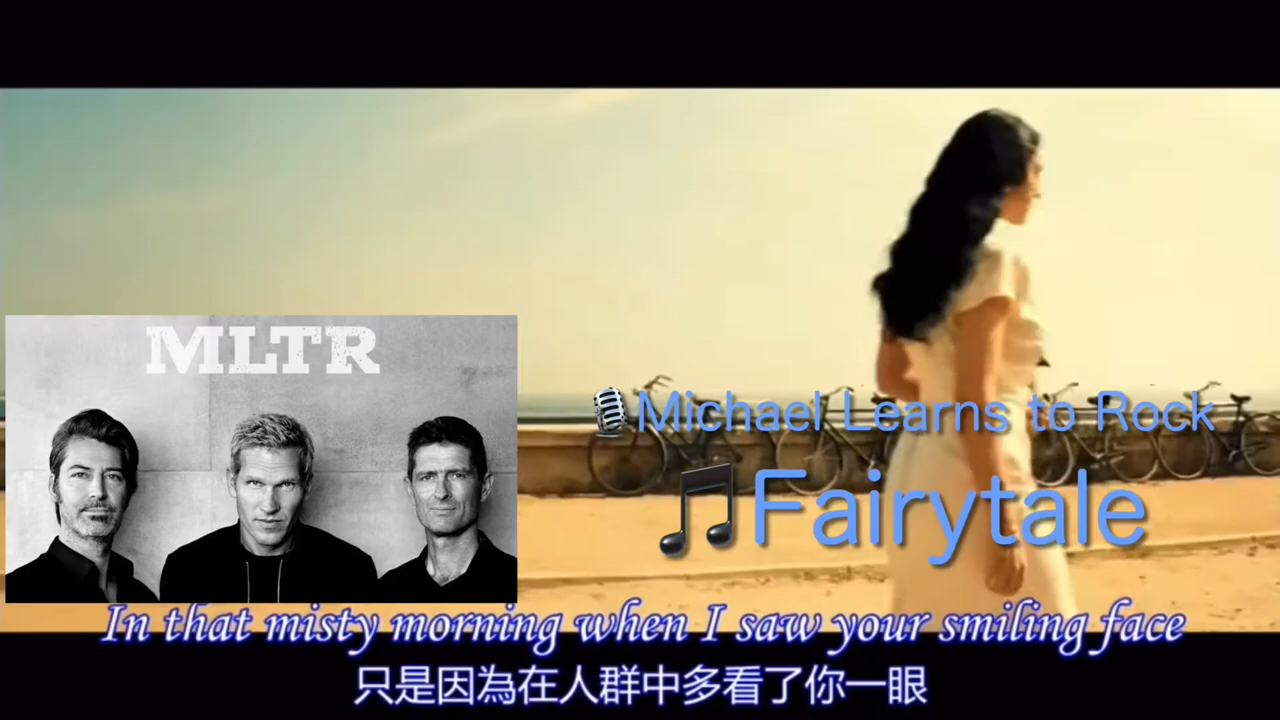 MLTR
🎙Michael Learns to Rock
🎵Fairytale
In that misty morning when I saw your smiling face
只是因為在人群中多看了你一眼